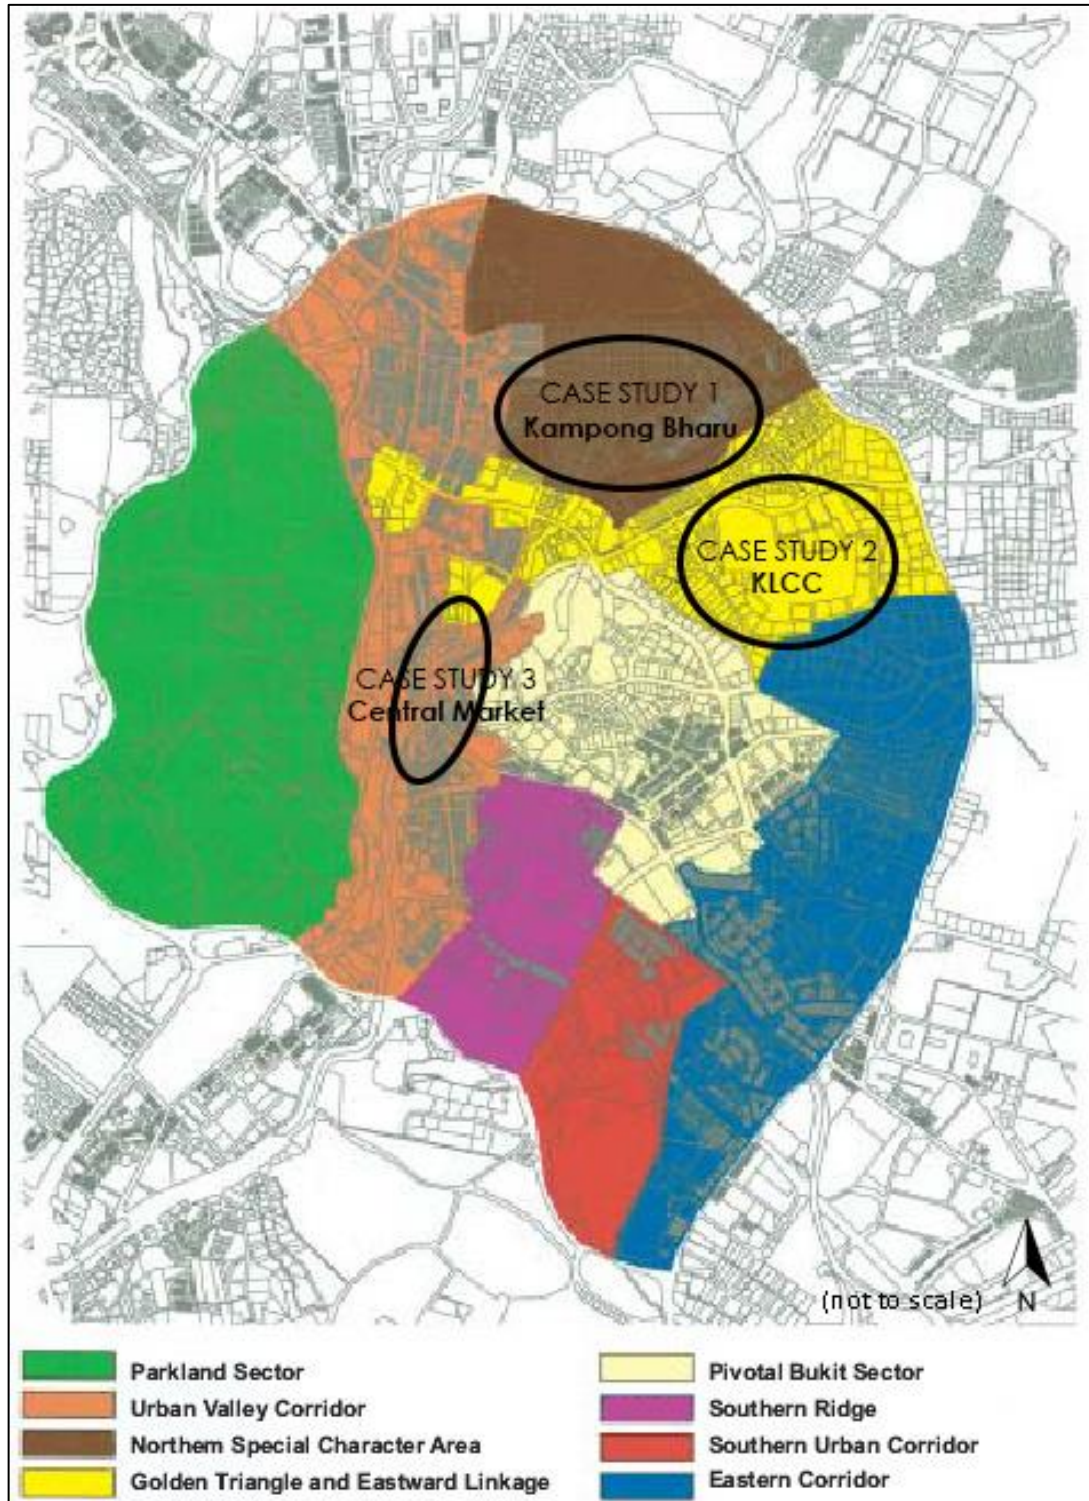 CASE STUDY 1
Kampong Bharu
CASE STUDY 2
KLCC
CASE STUDY 3
Central Market
(not to scale) N
Parkland Sector
Urban Valley Corridor
Northern Special Character Area
Golden Triangle and Eastward Linkage
Pivotal Bukit Sector
Southern Ridge
Southern Urban Corridor
Eastern Corridor